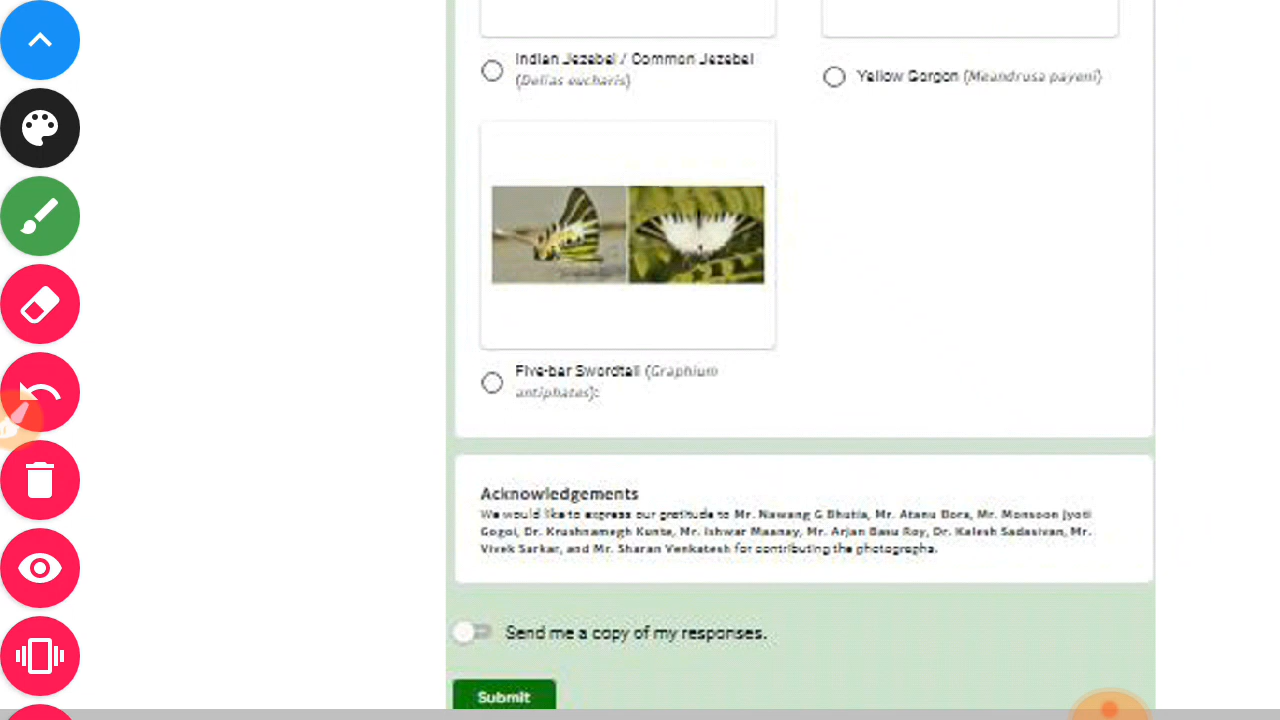 Indian Jezebel / Common Jezebel
(Delias eucharis)
Yellow Gorgon (Meandrusa payeni)
Five-bar Swordtail (Graphium
antiphates):
Acknowledgements
We would like to express our gratitude to Mr. Nawang G Bhutia, Mr. Atanu Bora, Mr. Monsoon Jyoti
Gogoi, Dr. Krushnamegh Kunte, Mr. Ishwar Maanay, Mr. Arjan Basu Roy, Dr. Kalesh Sadasivan, Mr.
Vivek Sarkar, and Mr. Sharan Venkatesh for contributing the photographs.
Send me a copy of my responses.
Submit